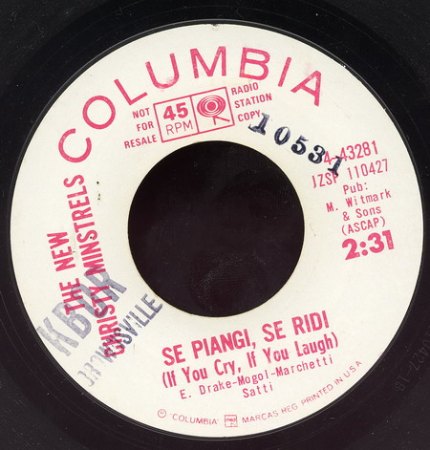 COLUMBIA
NOT
FOR
RESALE
45
RPM
RADIO
STATION
COPY
10531
4-43281
JZSP 110427
Pub:
M. Witmark
& Sons
(ASCAP)
2:31
THE NEW
CHRISTY MINSTRELS
SE PIANGI, SE RIDI
(If You Cry, If You Laugh)
E. Drake-Mogol-Marchetti
Satti
"COLUMBIA" MARCAS REG. PRINTED IN U.S.A.